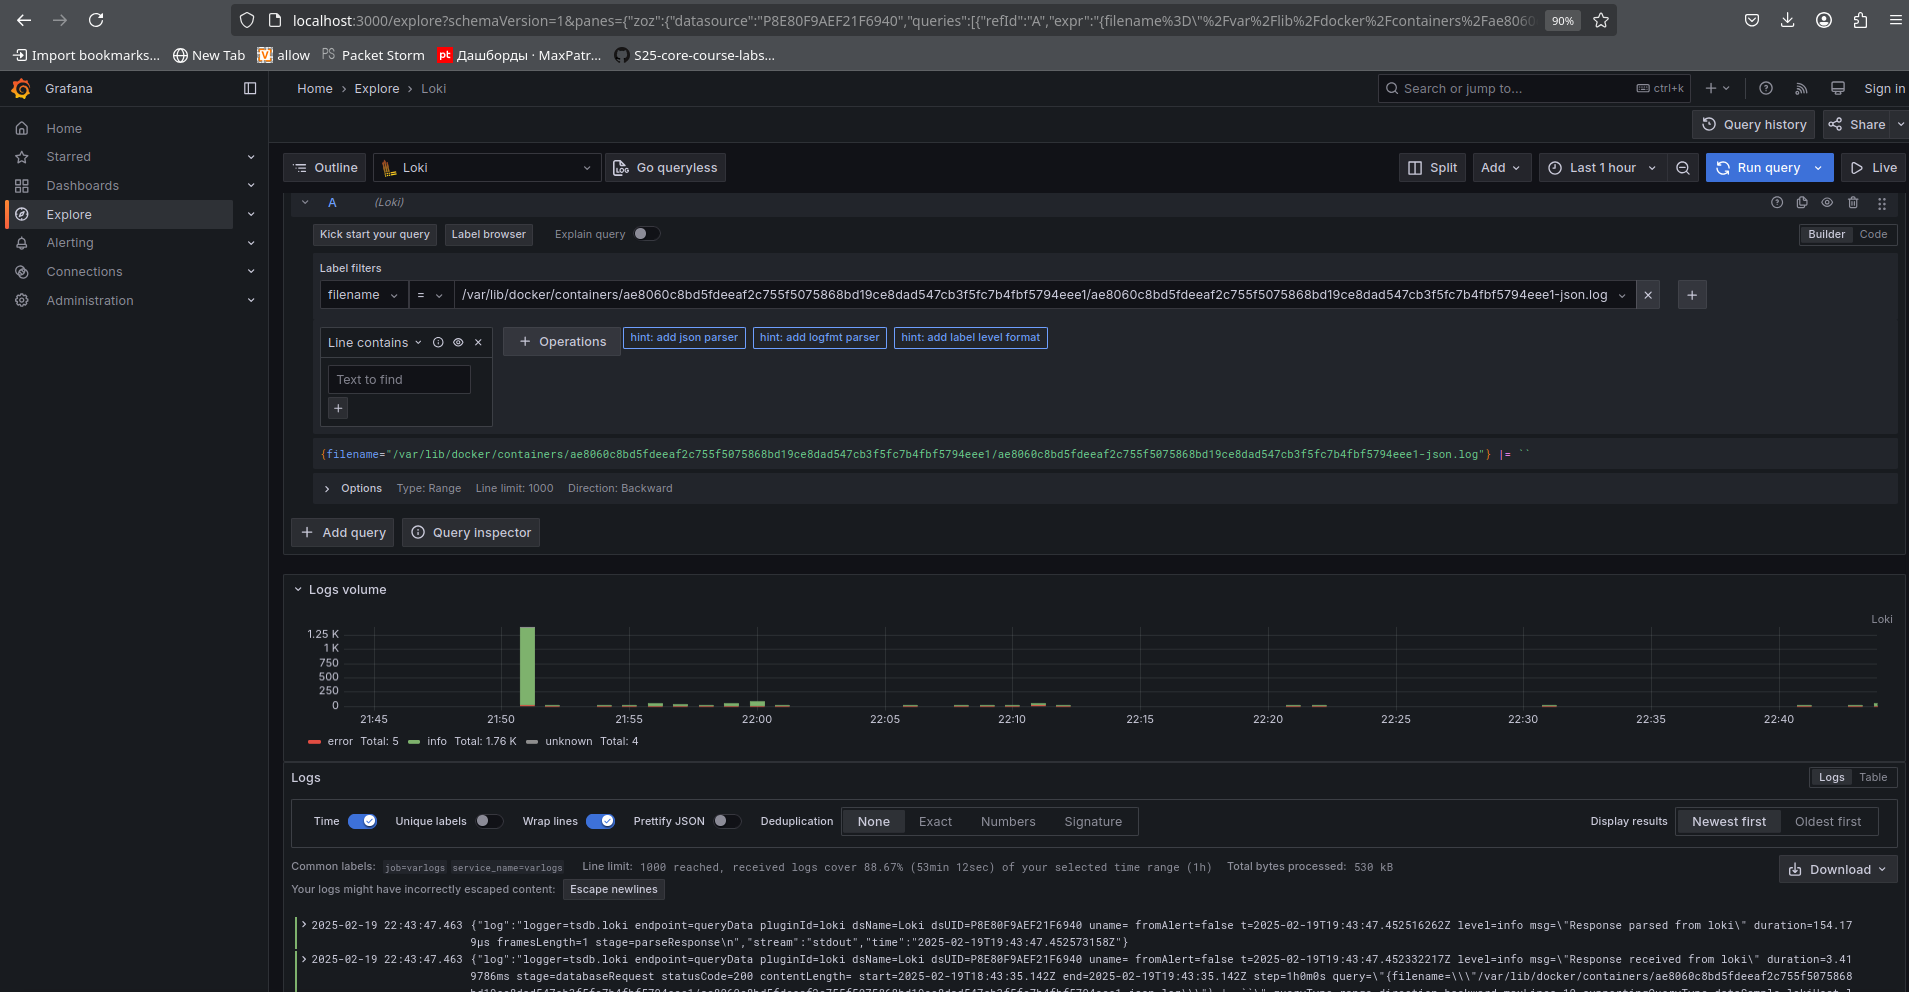 localhost:3000/explore?schemaVersion=1&panes={"zoz":{"datasource":"P8E80F9AEF21F6940","queries":[{"refId":"A","expr":"{filename%3D\"%2Fvar%2Flib%2Fdocker%2Fcontainers%2Fae8060 90%
Import bookmarks... New Tab allow PS Packet Storm pt Дашборды · MaxPatr... S25-core-course-labs...
Grafana Home › Explore › Loki Search or jump to... ctrl+k Sign in
Query history Share
Home
Starred
Dashboards
Explore
Alerting
Connections
Administration
Outline Loki LOG Go queryless Split Add Last 1 hour Run query Live
A (Loki)
Kick start your query Label browser Explain query Builder Code
Label filters
filename = /var/lib/docker/containers/ae8060c8bd5fdeeaf2c755f5075868bd19ce8dad547cb3f5fc7b4fbf5794eee1/ae8060c8bd5fdeeaf2c755f5075868bd19ce8dad547cb3f5fc7b4fbf5794eee1-json.log
Line contains + Operations hint: add json parser hint: add logfmt parser hint: add label level format
Text to find
{filename="/var/lib/docker/containers/ae8060c8bd5fdeeaf2c755f5075868bd19ce8dad547cb3f5fc7b4fbf5794eee1/ae8060c8bd5fdeeaf2c755f5075868bd19ce8dad547cb3f5fc7b4fbf5794eee1-json.log"} |= ``
Options Type: Range Line limit: 1000 Direction: Backward
+ Add query Query inspector
Logs volume
Loki
1.25 K
1 K
750
500
250
0
21:45 21:50 21:55 22:00 22:05 22:10 22:15 22:20 22:25 22:30 22:35 22:40
error Total: 5 info Total: 1.76 K unknown Total: 4
Logs Logs Table
Time Unique labels Wrap lines Prettify JSON Deduplication None Exact Numbers Signature Display results Newest first Oldest first
Common labels: job=varlogs service_name=varlogs Line limit: 1000 reached, received logs cover 88.67% (53min 12sec) of your selected time range (1h) Total bytes processed: 530 kB
Download
Your logs might have incorrectly escaped content: Escape newlines
2025-02-19 22:43:47.463 {"log":"logger=tsdb.loki endpoint=queryData pluginId=loki dsName=Loki dsUID=P8E80F9AEF21F6940 uname= fromAlert=false t=2025-02-19T19:43:47.452516262Z level=info msg=\"Response parsed from loki\" duration=154.17
9µs framesLength=1 stage=parseResponse\n","stream":"stdout","time":"2025-02-19T19:43:47.452573158Z"}
2025-02-19 22:43:47.463 {"log":"logger=tsdb.loki endpoint=queryData pluginId=loki dsName=Loki dsUID=P8E80F9AEF21F6940 uname= fromAlert=false t=2025-02-19T19:43:47.452332217Z level=info msg=\"Response received from loki\" duration=3.41
9786ms stage=databaseRequest statusCode=200 contentLength= start=2025-02-19T18:43:35.142Z end=2025-02-19T19:43:35.142Z step=1h0m0s query=\"{filename=\\\"/var/lib/docker/containers/ae8060c8bd5fdeeaf2c755f5075868